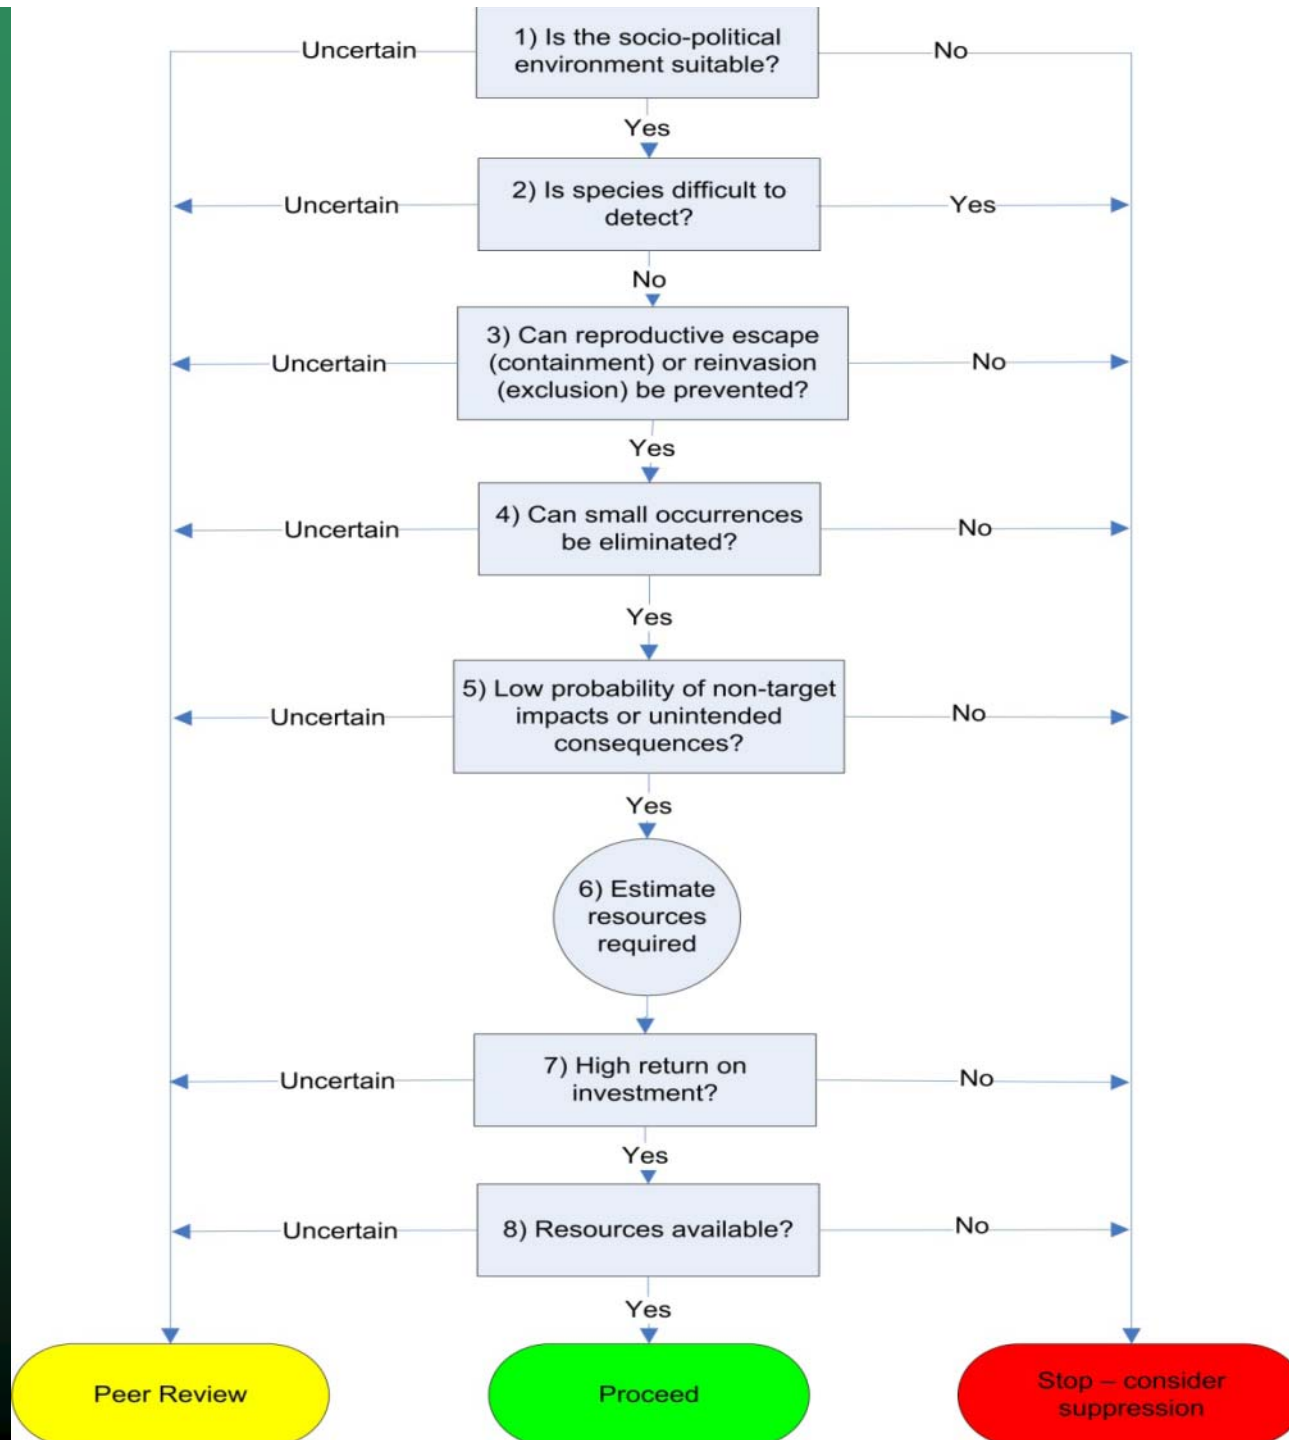 Uncertain
1) Is the socio-political
environment suitable?
No
Yes
Uncertain
2) Is species difficult to
detect?
Yes
No
Uncertain
3) Can reproductive escape
(containment) or reinvasion
(exclusion) be prevented?
No
Yes
Uncertain
4) Can small occurrences
be eliminated?
No
Yes
Uncertain
5) Low probability of non-target
impacts or unintended
consequences?
No
Yes
6) Estimate
resources
required
Uncertain
7) High return on
investment?
No
Yes
Uncertain
8) Resources available?
No
Yes
Peer Review
Proceed
Stop – consider
suppression